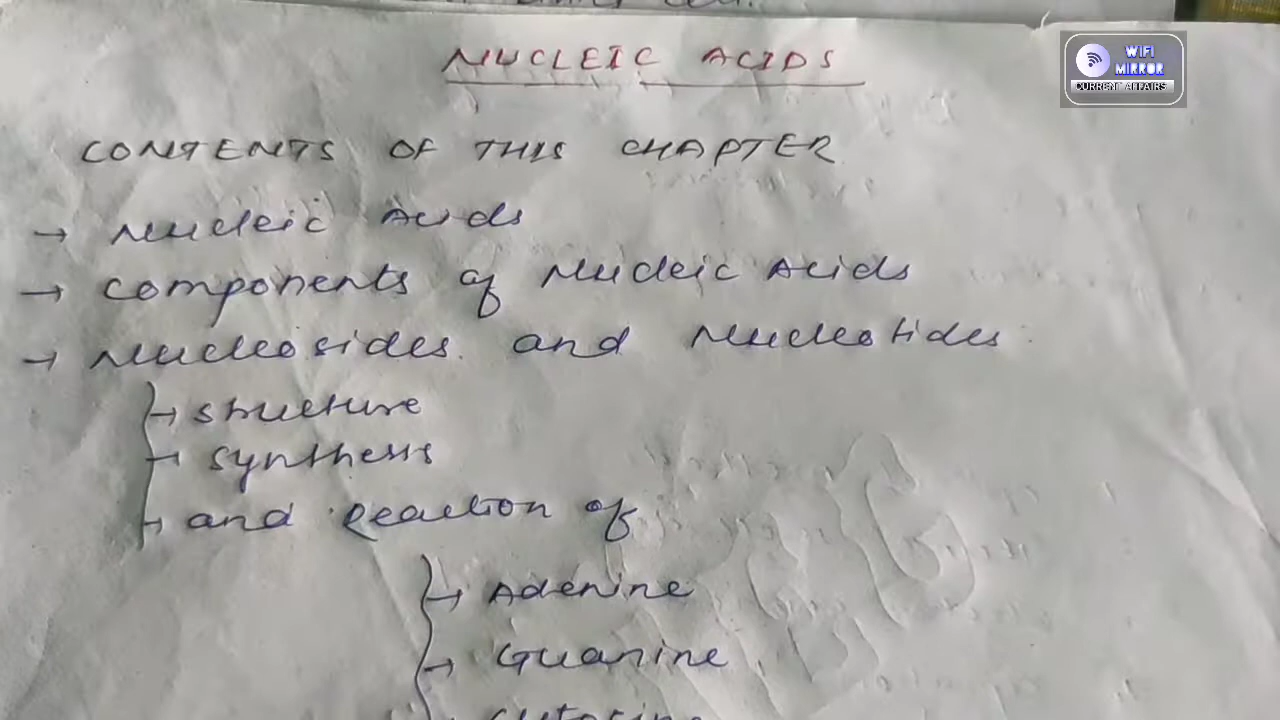 NUCLEIC ACIDS
WIFI
MIRROR
CURRENT AFFAIRS
CONTENTS OF THIS CHAPTER
→ Nucleic Acids
→ components of Nucleic Acids
→ Nucleosides and Nucleotides
→ structure
→ synthesis
→ and Reaction of
→ Adenine
→ Guanine